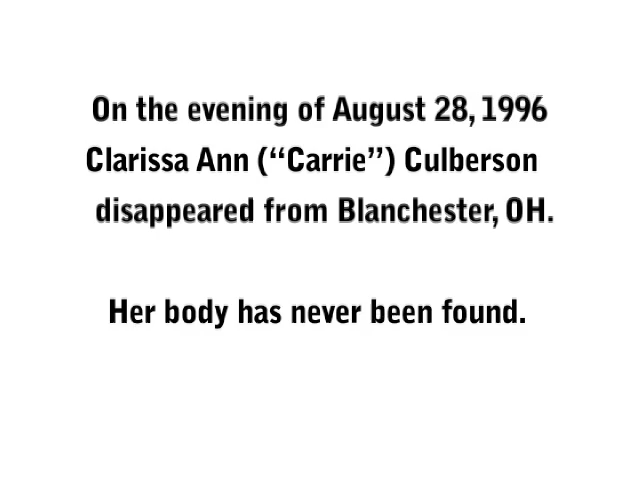 On the evening of August 28, 1996
Clarissa Ann (“Carrie”) Culberson
disappeared from Blanchester, OH.
Her body has never been found.